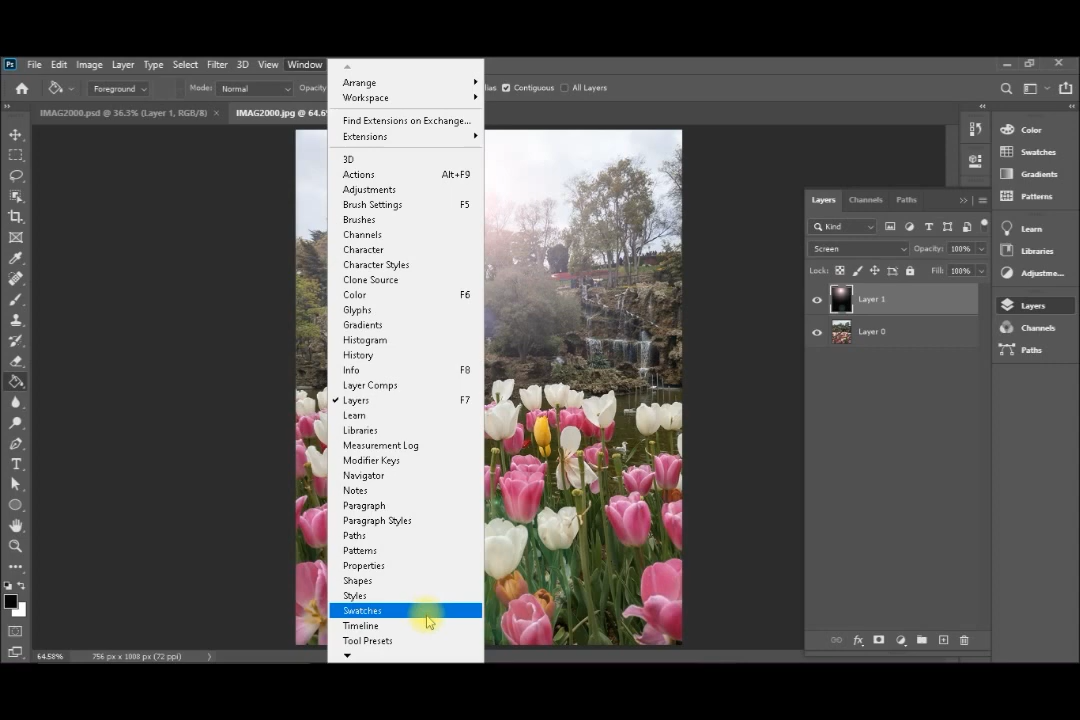 Ps File Edit Image Layer Type Select Filter 3D View Window
Foreground Mode: Normal Contiguous All Layers
IMAG2000.psd @ 36.3% (Layer 1, RGB/8) × IMAG2000.jpg @ 64.6
Arrange
Workspace
Find Extensions on Exchange...
Extensions
3D
Actions Alt+F9
Adjustments
Brush Settings F5
Brushes
Channels
Character
Character Styles
Clone Source
Color F6
Glyphs
Gradients
Histogram
History
Info F8
Layer Comps
Layers F7
Learn
Libraries
Measurement Log
Modifier Keys
Navigator
Notes
Paragraph
Paragraph Styles
Paths
Patterns
Properties
Shapes
Styles
Swatches
Timeline
Tool Presets
Layers Channels Paths
Kind
Screen Opacity: 100%
Lock: Fill: 100%
Layer 1
Layer 0
fx
Color
Swatches
Gradients
Patterns
Learn
Libraries
Adjustme...
Layers
Channels
Paths
64.58% 756 px x 1008 px (72 ppi)